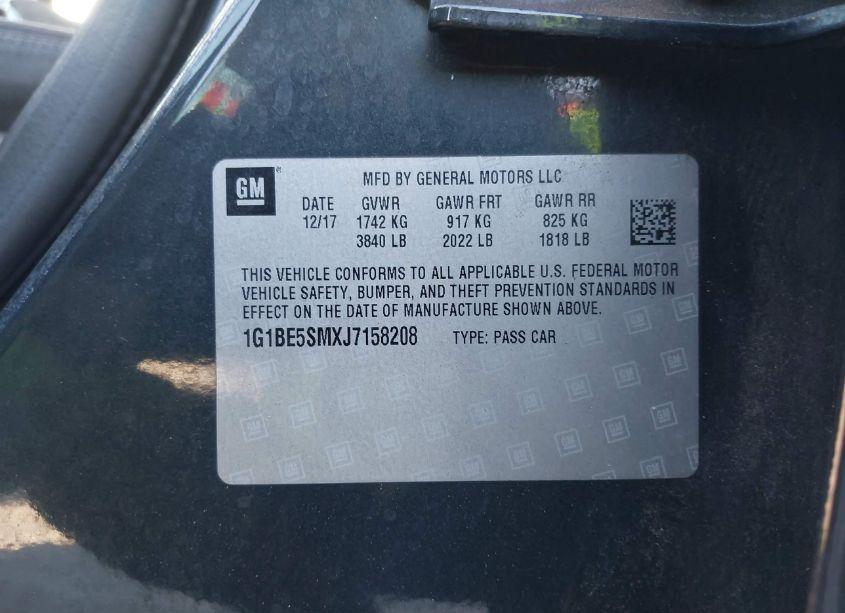 GM
MFD BY GENERAL MOTORS LLC
DATE GVWR GAWR FRT GAWR RR
12/17 1742 KG 917 KG 825 KG
3840 LB 2022 LB 1818 LB
THIS VEHICLE CONFORMS TO ALL APPLICABLE U.S. FEDERAL MOTOR
VEHICLE SAFETY, BUMPER, AND THEFT PREVENTION STANDARDS IN
EFFECT ON THE DATE OF MANUFACTURE SHOWN ABOVE.
1G1BE5SMXJ7158208 TYPE: PASS CAR